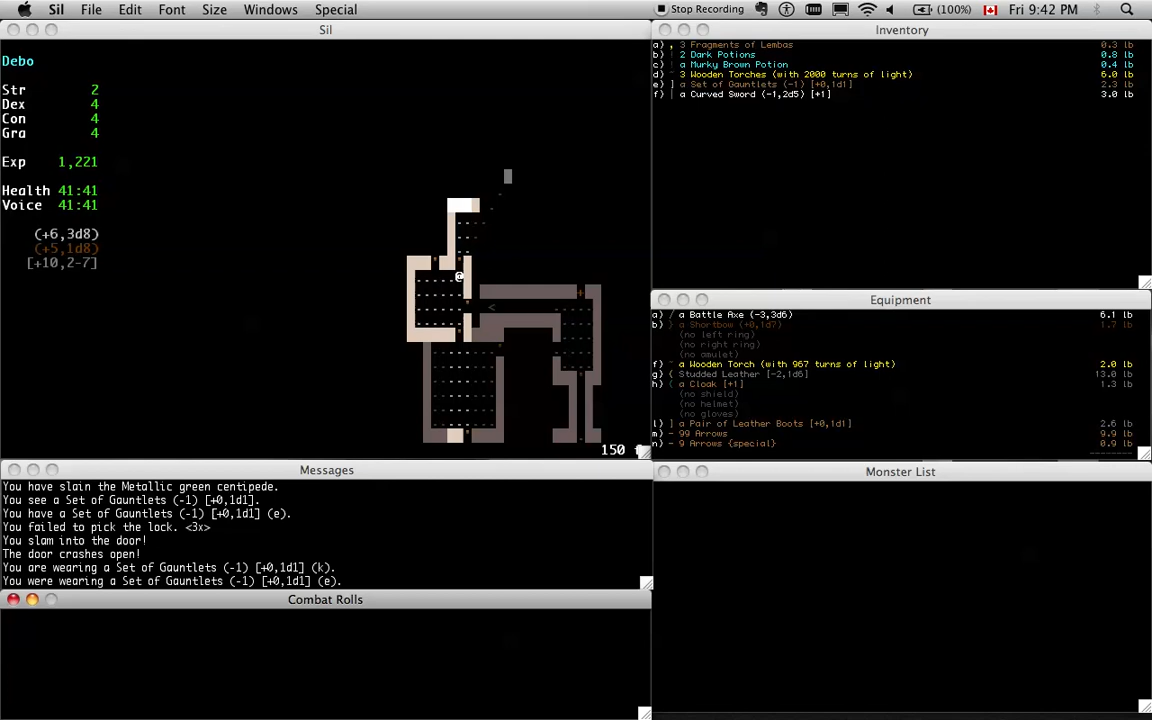 Sil File Edit Font Size Windows Special Stop Recording (100%) Fri 9:42 PM
Sil
Debo
Str 2
Dex 4
Con 4
Gra 4
Exp 1,221
Health 41:41
Voice 41:41
(+6,3d8)
(+5,1d8)
[+10,2-7]
@
<
150 f
Inventory
a) , 3 Fragments of Lembas 0.3 lb
b) ! 2 Dark Potions 0.8 lb
c) ! a Murky Brown Potion 0.4 lb
d) ~ 3 Wooden Torches (with 2000 turns of light) 6.0 lb
e) ] a Set of Gauntlets (-1) [+0,1d1] 2.3 lb
f) | a Curved Sword (-1,2d5) [+1] 3.0 lb
Equipment
a) / a Battle Axe (-3,3d6) 6.1 lb
b) } a Shortbow (+0,1d7) 1.7 lb
(no left ring)
(no right ring)
(no amulet)
f) ~ a Wooden Torch (with 967 turns of light) 2.0 lb
g) ( Studded Leather [-2,1d6] 13.0 lb
h) ( a Cloak [+1] 1.3 lb
(no shield)
(no helmet)
(no gloves)
l) ] a Pair of Leather Boots [+0,1d1] 2.6 lb
m) - 99 Arrows 9.9 lb
n) - 9 Arrows {special} 0.9 lb
Messages
You have slain the Metallic green centipede.
You see a Set of Gauntlets (-1) [+0,1d1].
You have a Set of Gauntlets (-1) [+0,1d1] (e).
You failed to pick the lock. <3x>
You slam into the door!
The door crashes open!
You are wearing a Set of Gauntlets (-1) [+0,1d1] (k).
You were wearing a Set of Gauntlets (-1) [+0,1d1] (e).
Monster List
Combat Rolls